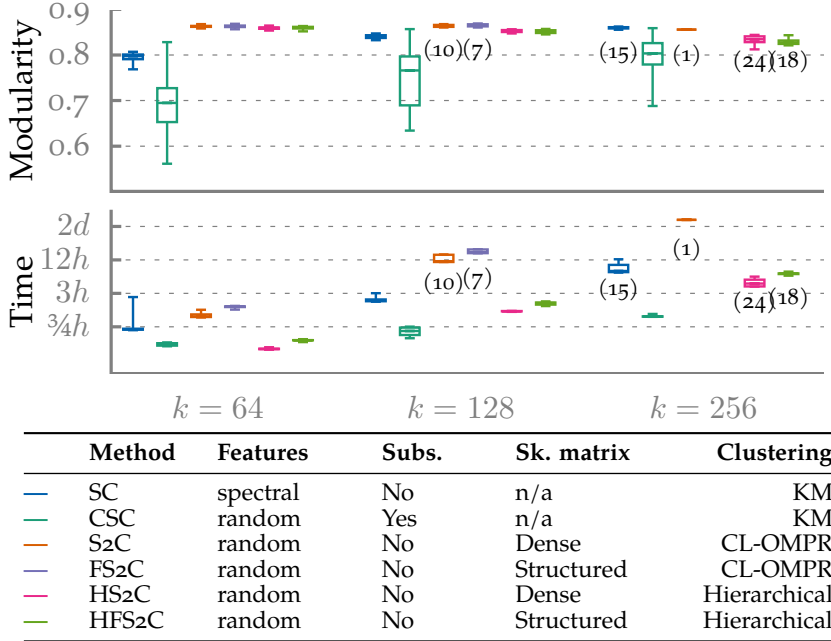 Modularity
0.9
0.8
0.7
0.6
(10) (7) (15) (1) (24) (18)
Time
2d
12h
3h
¾h
(10) (7) (15) (1) (24) (18)
k = 64 k = 128 k = 256
Method Features Subs. Sk. matrix Clustering
SC spectral No n/a KM
CSC random Yes n/a KM
S2C random No Dense CL-OMPR
FS2C random No Structured CL-OMPR
HS2C random No Dense Hierarchical
HFS2C random No Structured Hierarchical